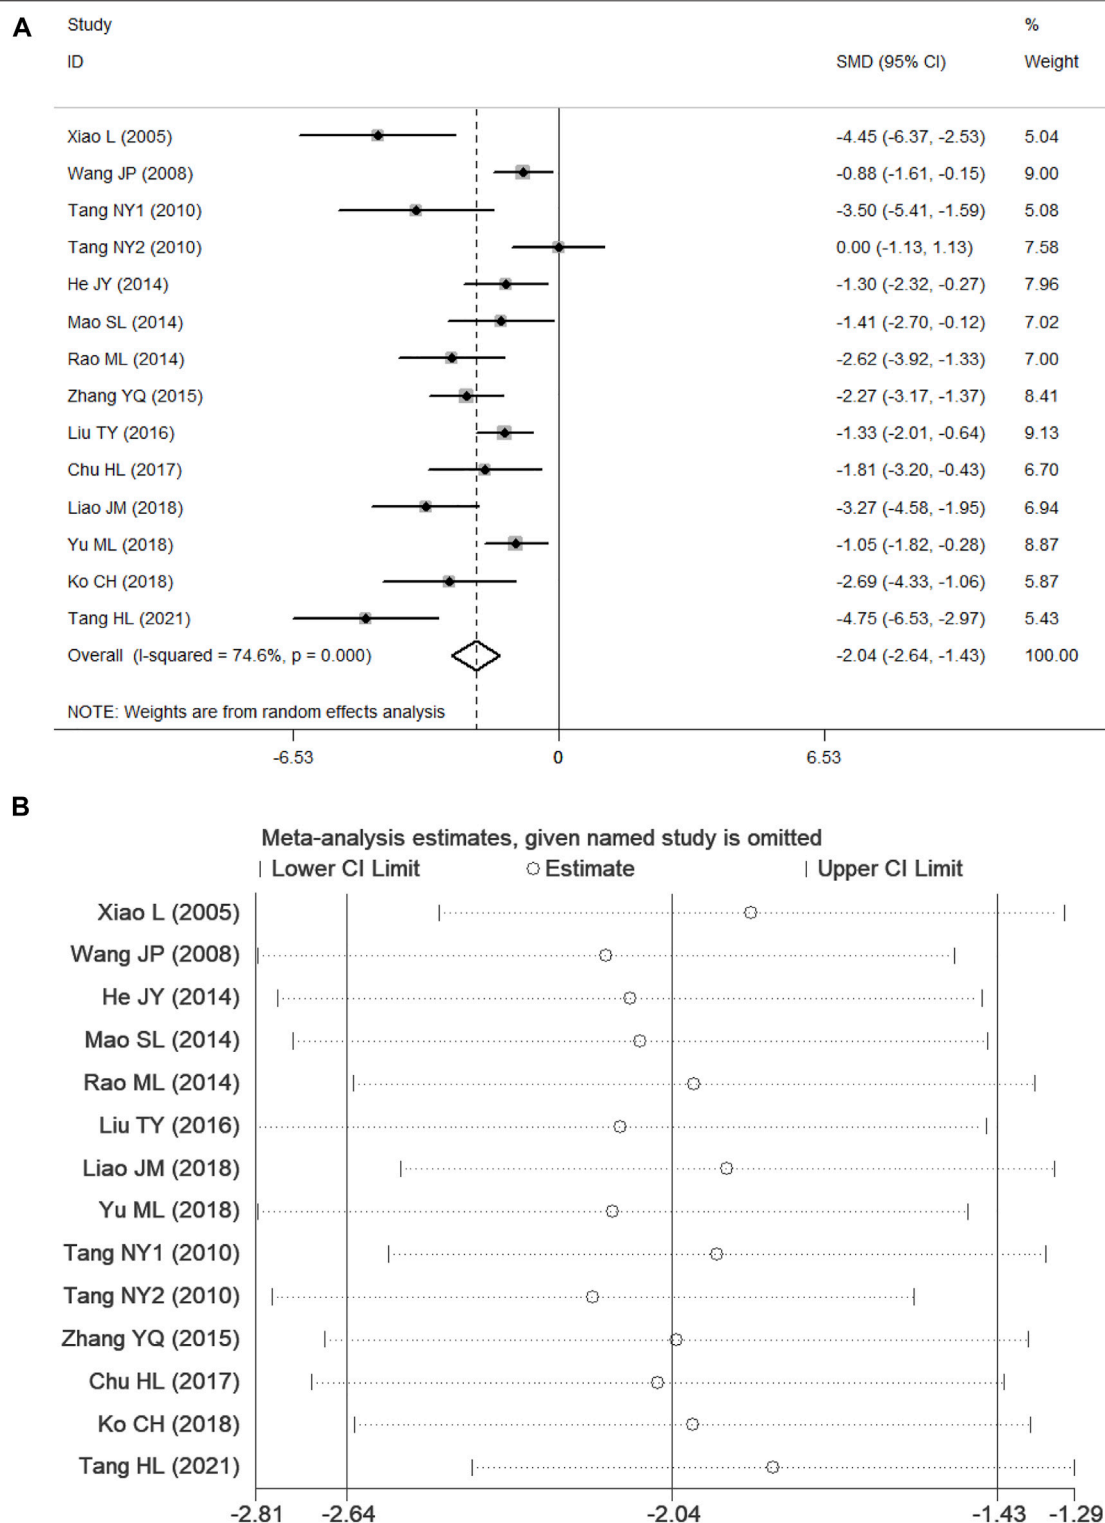 A
Study %
ID SMD (95% CI) Weight
Xiao L (2005) -4.45 (-6.37, -2.53) 5.04
Wang JP (2008) -0.88 (-1.61, -0.15) 9.00
Tang NY1 (2010) -3.50 (-5.41, -1.59) 5.08
Tang NY2 (2010) 0.00 (-1.13, 1.13) 7.58
He JY (2014) -1.30 (-2.32, -0.27) 7.96
Mao SL (2014) -1.41 (-2.70, -0.12) 7.02
Rao ML (2014) -2.62 (-3.92, -1.33) 7.00
Zhang YQ (2015) -2.27 (-3.17, -1.37) 8.41
Liu TY (2016) -1.33 (-2.01, -0.64) 9.13
Chu HL (2017) -1.81 (-3.20, -0.43) 6.70
Liao JM (2018) -3.27 (-4.58, -1.95) 6.94
Yu ML (2018) -1.05 (-1.82, -0.28) 8.87
Ko CH (2018) -2.69 (-4.33, -1.06) 5.87
Tang HL (2021) -4.75 (-6.53, -2.97) 5.43
Overall (I-squared = 74.6%, p = 0.000) -2.04 (-2.64, -1.43) 100.00
NOTE: Weights are from random effects analysis
-6.53 0 6.53
B
Meta-analysis estimates, given named study is omitted
Lower CI Limit Estimate Upper CI Limit
Xiao L (2005)
Wang JP (2008)
He JY (2014)
Mao SL (2014)
Rao ML (2014)
Liu TY (2016)
Liao JM (2018)
Yu ML (2018)
Tang NY1 (2010)
Tang NY2 (2010)
Zhang YQ (2015)
Chu HL (2017)
Ko CH (2018)
Tang HL (2021)
-2.81 -2.64 -2.04 -1.43 -1.29